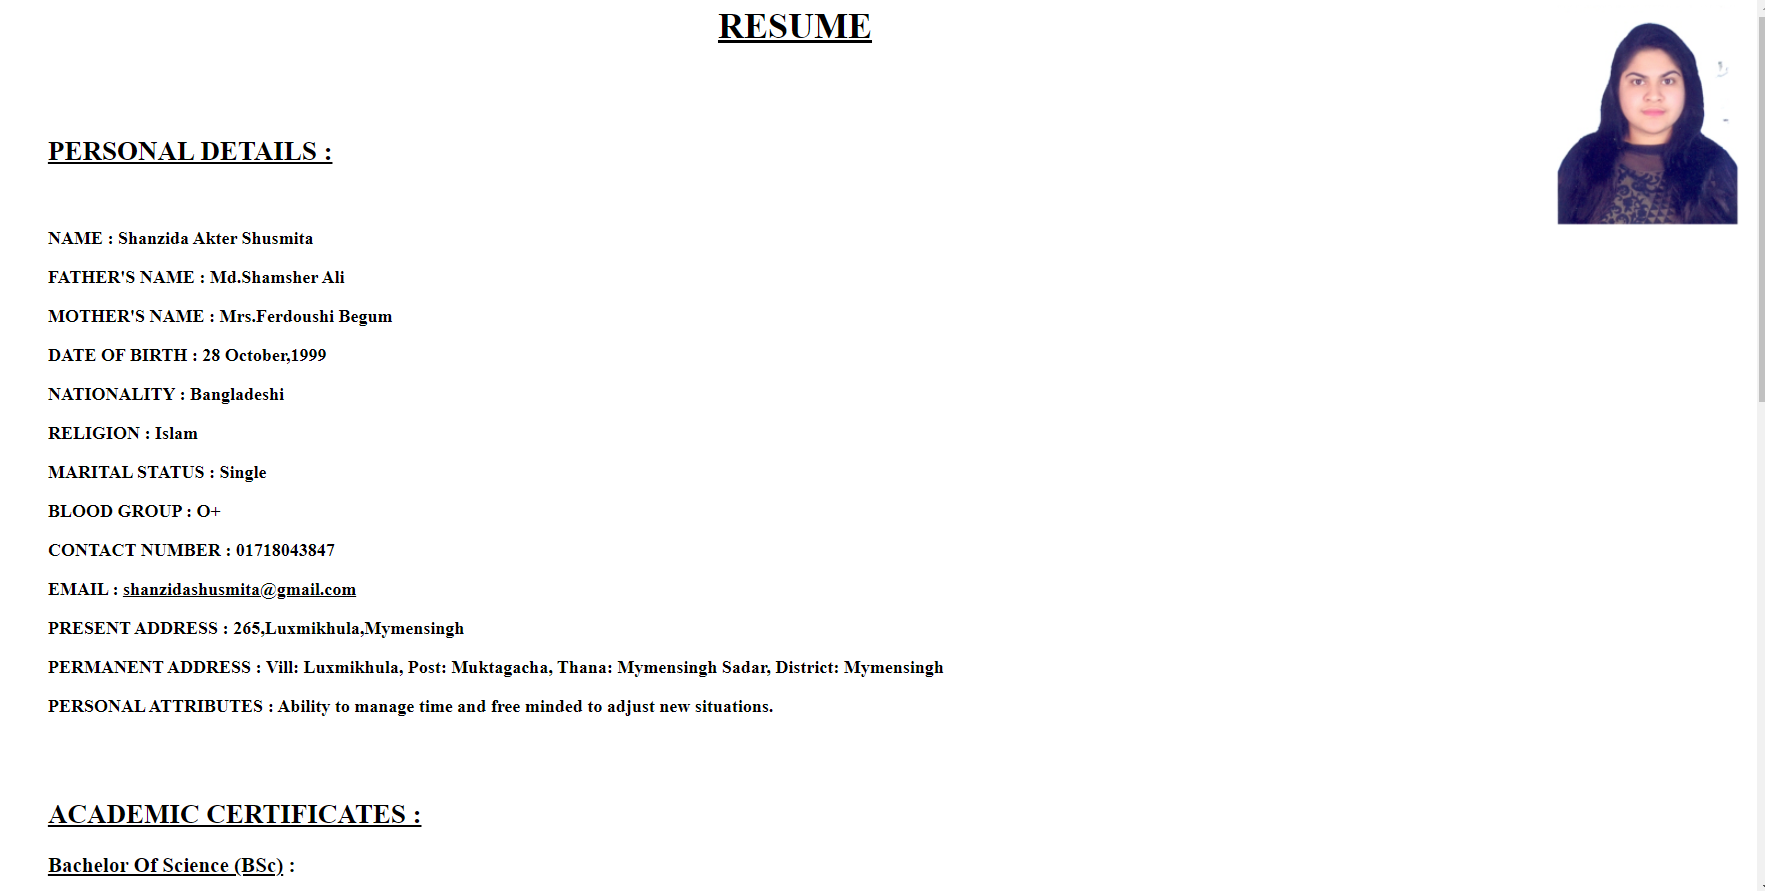 RESUME
PERSONAL DETAILS :
NAME : Shanzida Akter Shusmita
FATHER'S NAME : Md.Shamsher Ali
MOTHER'S NAME : Mrs.Ferdoushi Begum
DATE OF BIRTH : 28 October,1999
NATIONALITY : Bangladeshi
RELIGION : Islam
MARITAL STATUS : Single
BLOOD GROUP : O+
CONTACT NUMBER : 01718043847
EMAIL : shanzidashusmita@gmail.com
PRESENT ADDRESS : 265,Luxmikhula,Mymensingh
PERMANENT ADDRESS : Vill: Luxmikhula, Post: Muktagacha, Thana: Mymensingh Sadar, District: Mymensingh
PERSONAL ATTRIBUTES : Ability to manage time and free minded to adjust new situations.
ACADEMIC CERTIFICATES :
Bachelor Of Science (BSc) :